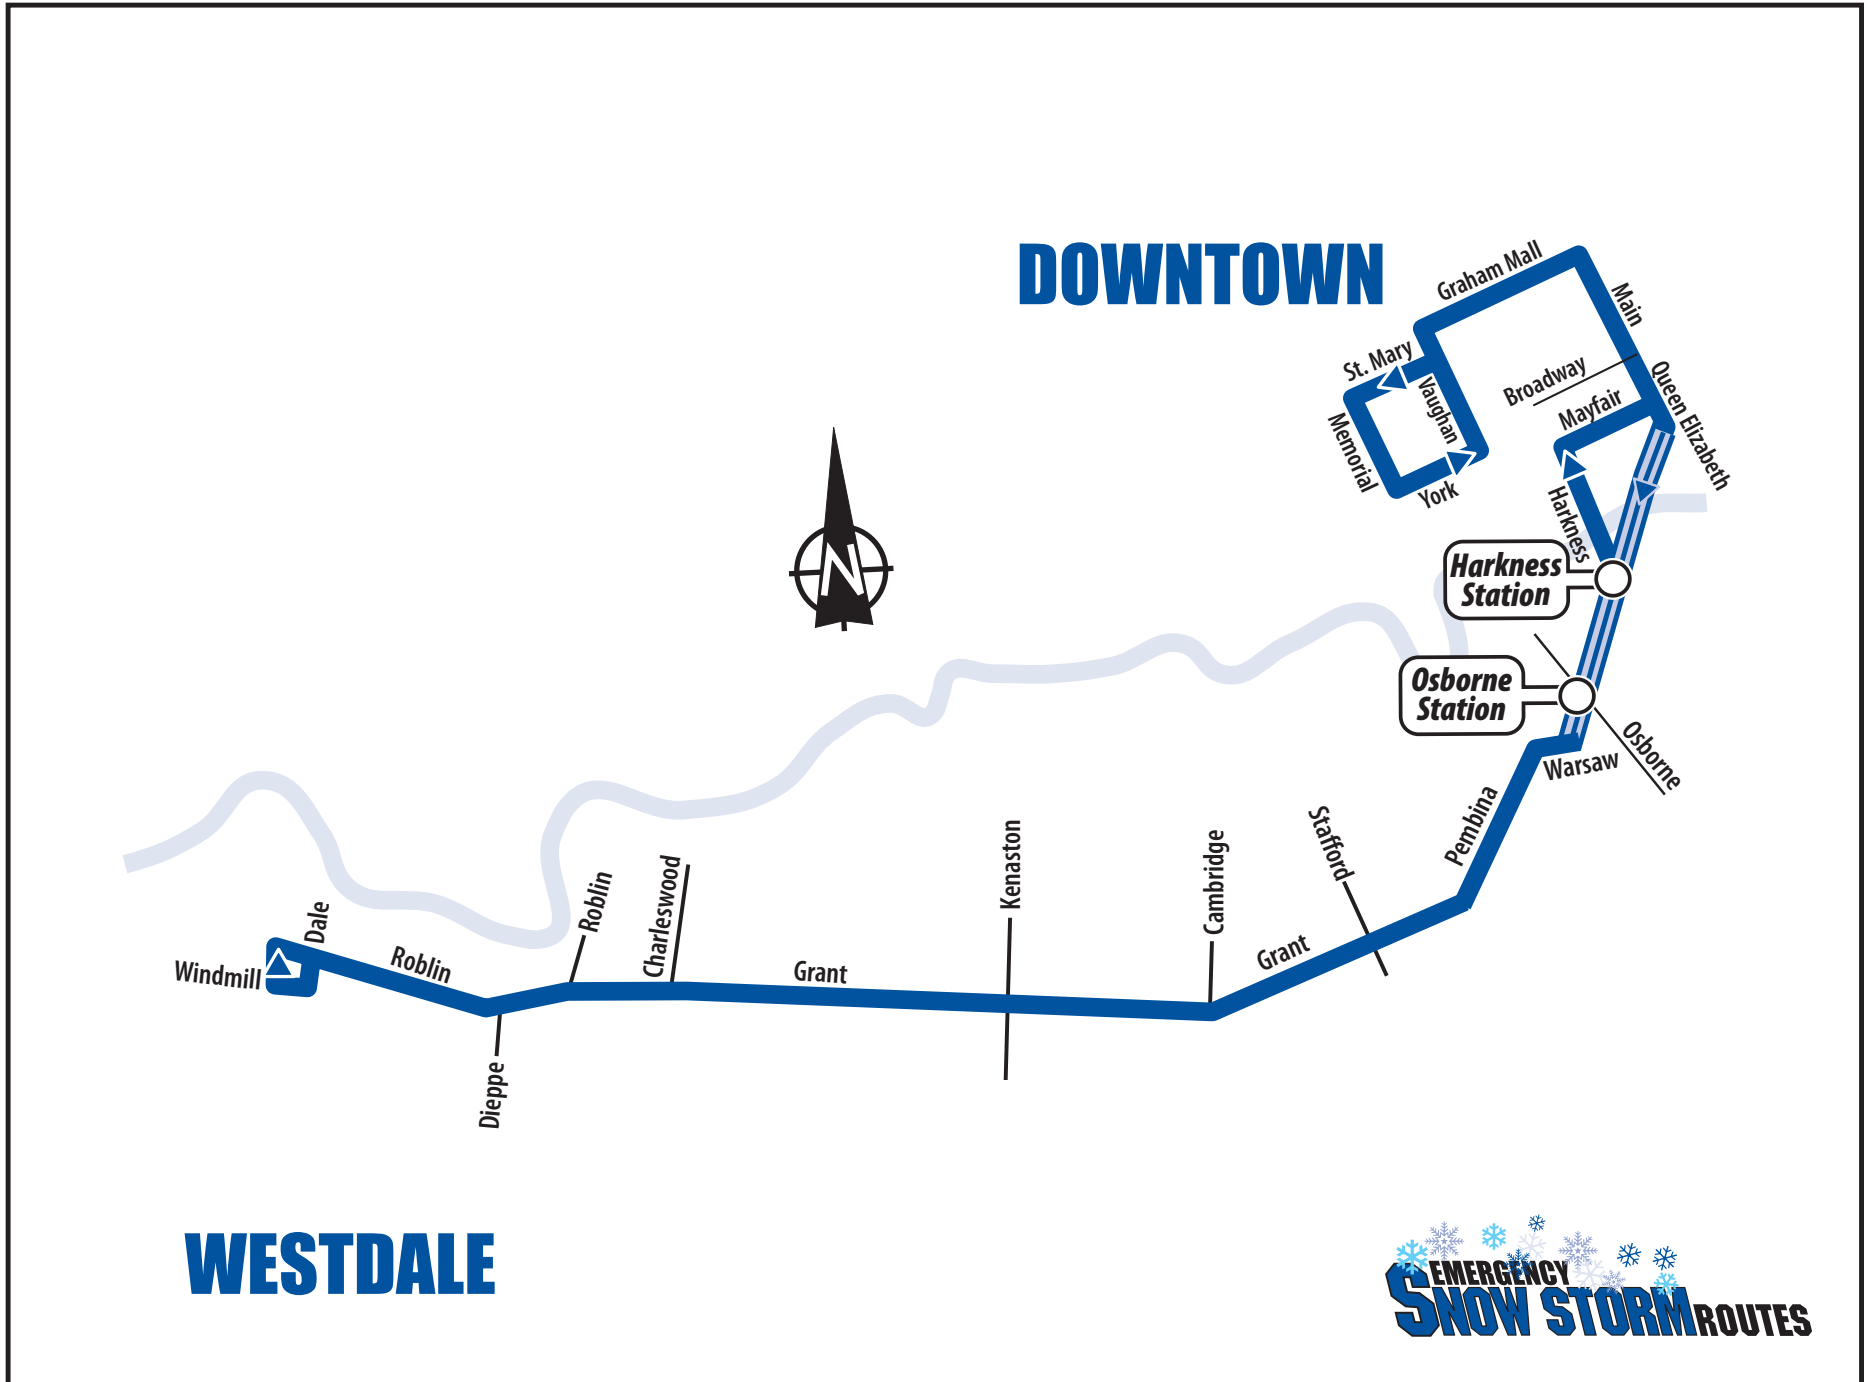 DOWNTOWN
Graham Mall
Main
St. Mary
Vaughan
Broadway
Mayfair
Queen Elizabeth
Memorial
York
Harkness
N
Harkness
Station
Osborne
Station
Osborne
Warsaw
Pembina
Stafford
Cambridge
Kenaston
Charleswood
Roblin
Dale
Roblin
Windmill
Grant
Grant
Dieppe
WESTDALE
EMERGENCY
SNOW STORM ROUTES